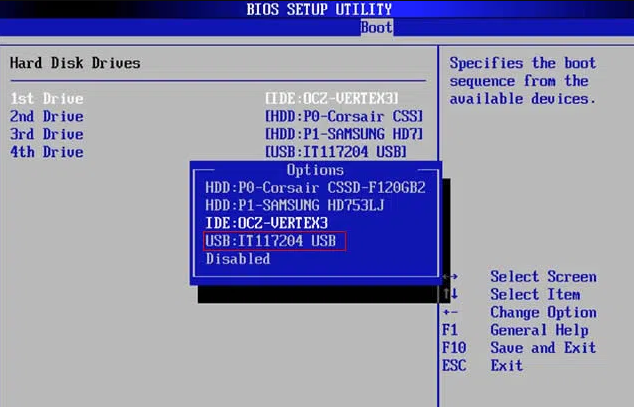 BIOS SETUP UTILITY
Boot
Hard Disk Drives
1st Drive [IDE:OCZ-VERTEX3]
2nd Drive [HDD:P0-Corsair CSS]
3rd Drive [HDD:P1-SAMSUNG HD7]
4th Drive [USB:IT117204 USB]
Options
HDD:P0-Corsair CSSD-F120GB2
HDD:P1-SAMSUNG HD753LJ
IDE:OCZ-VERTEX3
USB:IT117204 USB
Disabled
Specifies the boot
sequence from the
available devices.
↔ Select Screen
↑↓ Select Item
+- Change Option
F1 General Help
F10 Save and Exit
ESC Exit